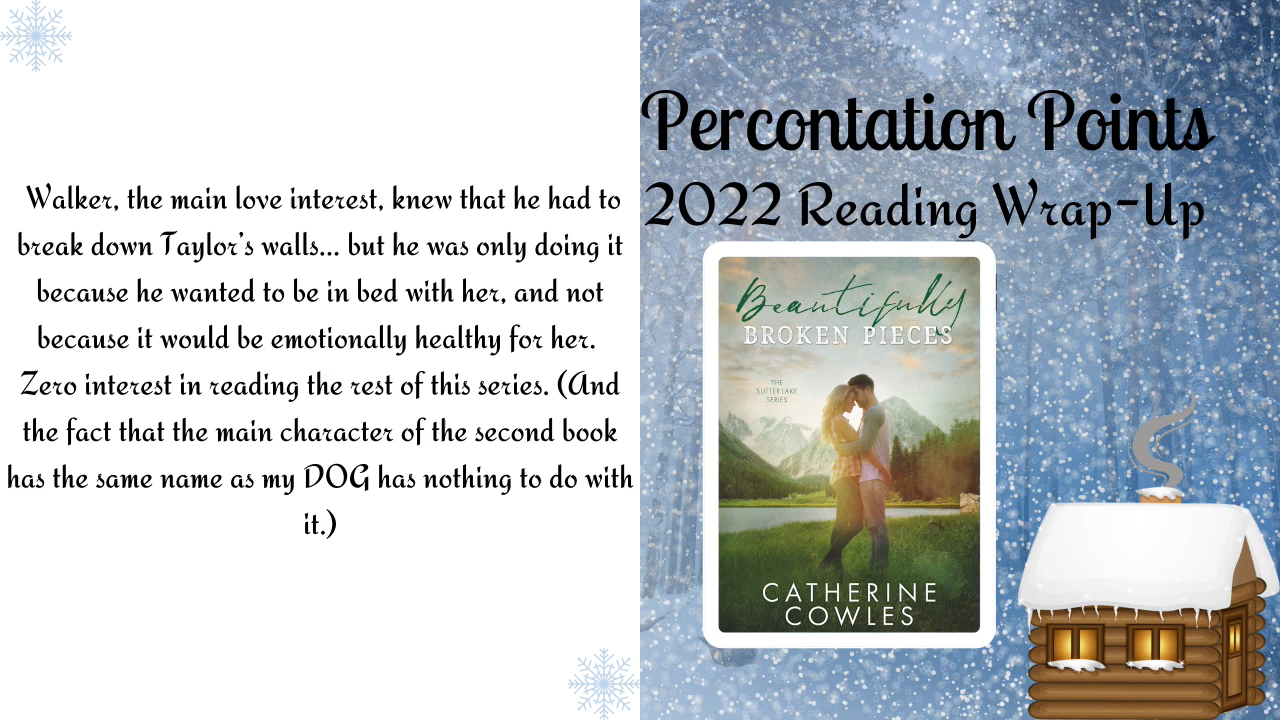 Walker, the main love interest, knew that he had to
break down Taylor's walls... but he was only doing it
because he wanted to be in bed with her, and not
because it would be emotionally healthy for her.
Zero interest in reading the rest of this series. (And
the fact that the main character of the second book
has the same name as my DOG has nothing to do with
it.)
Percontation Points
2022 Reading Wrap-Up
Beautifully
BROKEN PIECES
THE
SUTTER LAKE
SERIES
CATHERINE
COWLES